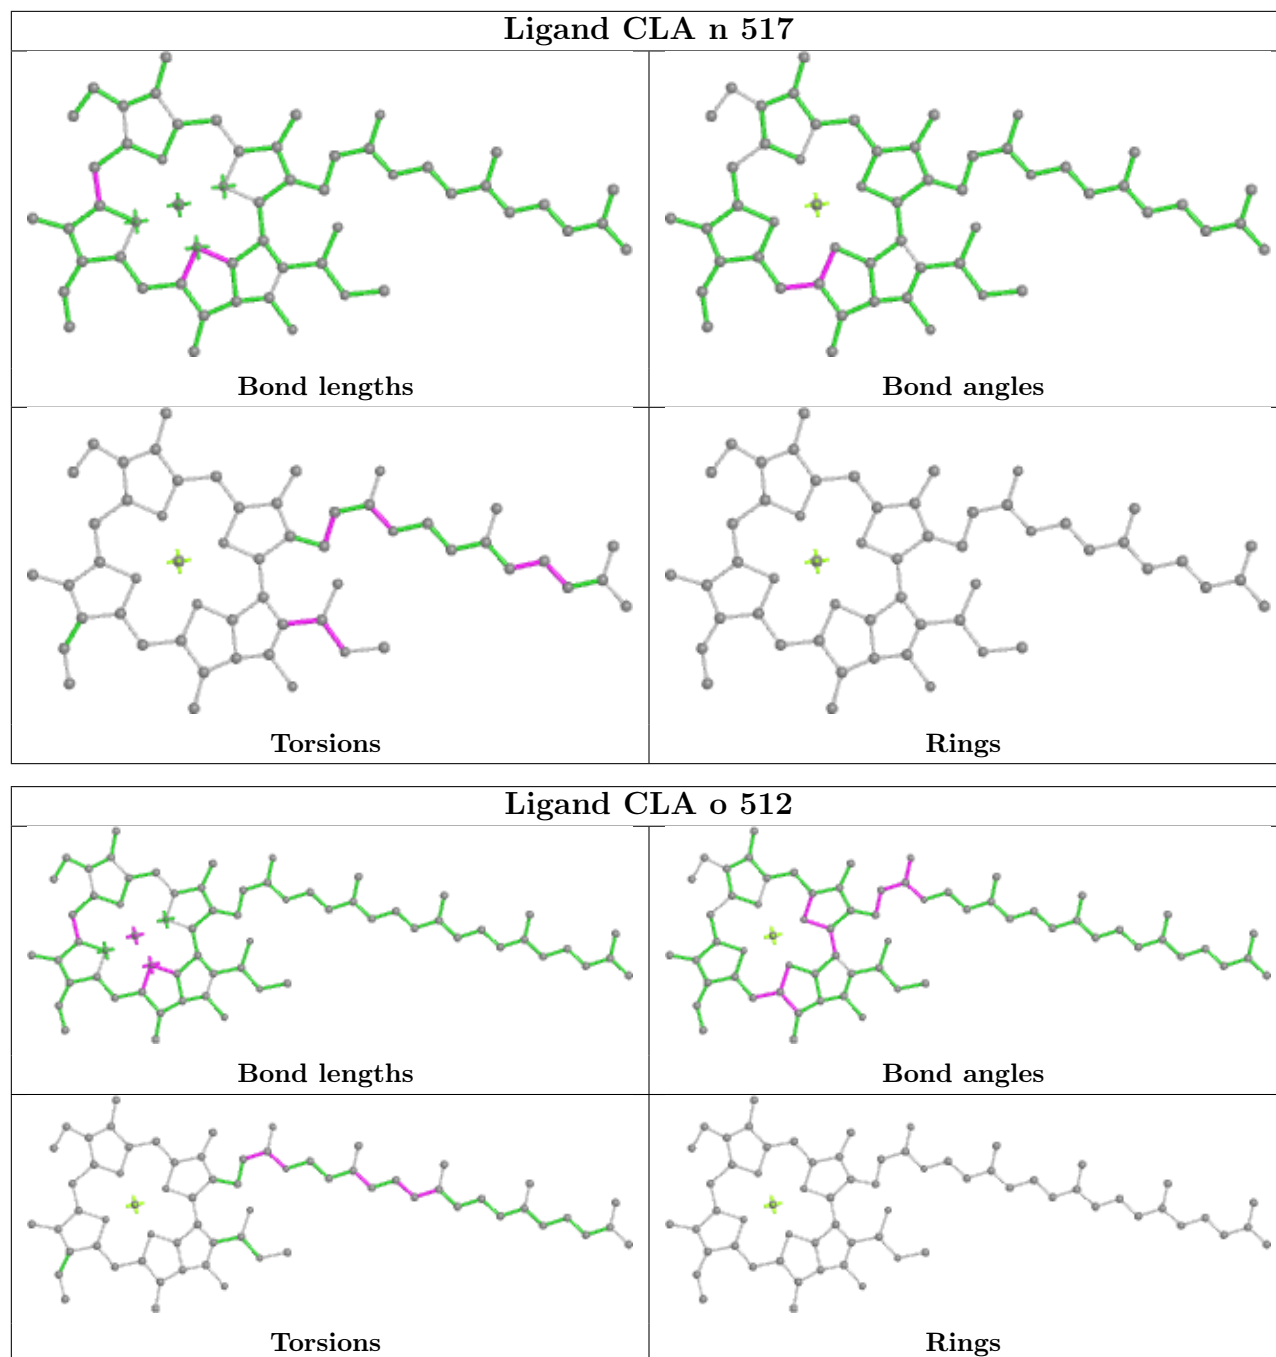 Ligand CLA n 517
Bond lengths
Bond angles
Torsions
Rings
Ligand CLA o 512
Bond lengths
Bond angles
Torsions
Rings